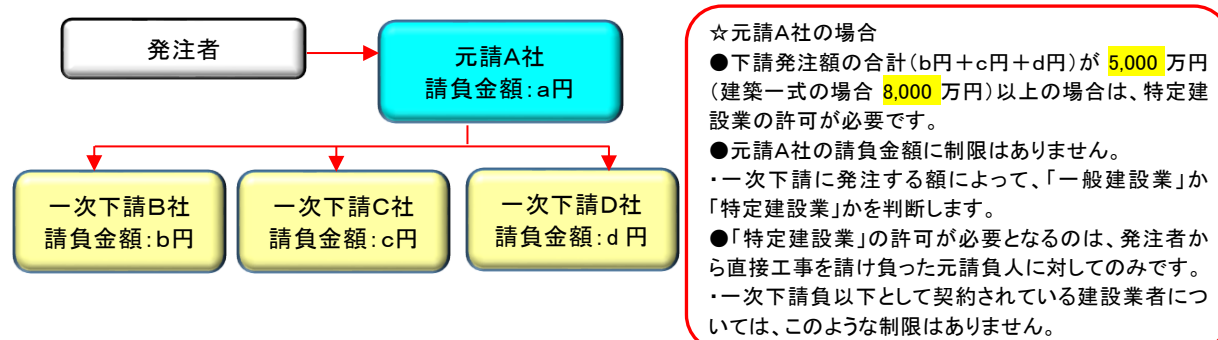 発注者
元請A社
請負金額:a円
一次下請B社
請負金額:b円
一次下請C社
請負金額:c円
一次下請D社
請負金額:d 円
☆元請A社の場合
●下請発注額の合計(b円+c円+d円)が 5,000 万円
(建築一式の場合 8,000 万円)以上の場合は、特定建
設業の許可が必要です。
●元請A社の請負金額に制限はありません。
・一次下請に発注する額によって、「一般建設業」か
「特定建設業」かを判断します。
●「特定建設業」の許可が必要となるのは、発注者か
ら直接工事を請け負った元請負人に対してのみです。
・一次下請負以下として契約されている建設業者につ
いては、このような制限はありません。